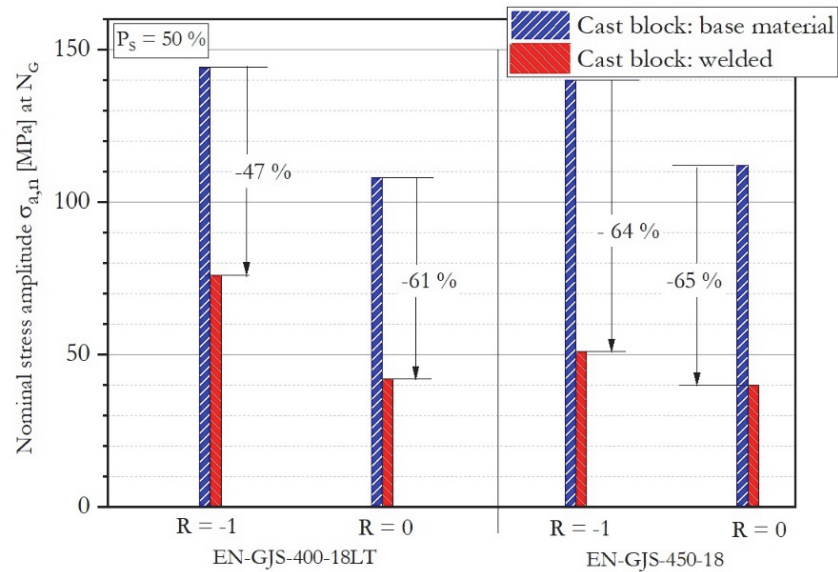 P_S = 50 %
Cast block: base material
Cast block: welded
Nominal stress amplitude σ_a,n [MPa] at N_G
150
100
50
0
-47 %
-61 %
- 64 %
-65 %
R = -1
R = 0
R = -1
R = 0
EN-GJS-400-18LT
EN-GJS-450-18